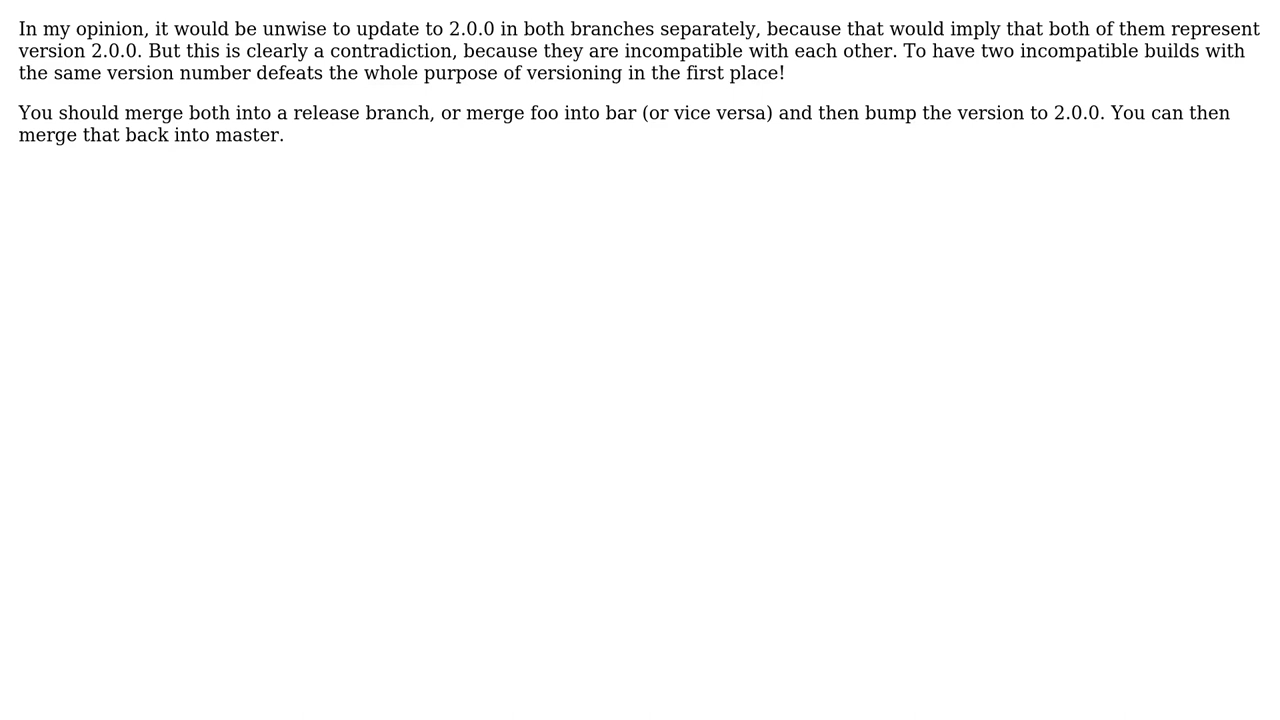 In my opinion, it would be unwise to update to 2.0.0 in both branches separately, because that would imply that both of them represent
version 2.0.0. But this is clearly a contradiction, because they are incompatible with each other. To have two incompatible builds with
the same version number defeats the whole purpose of versioning in the first place!
You should merge both into a release branch, or merge foo into bar (or vice versa) and then bump the version to 2.0.0. You can then
merge that back into master.